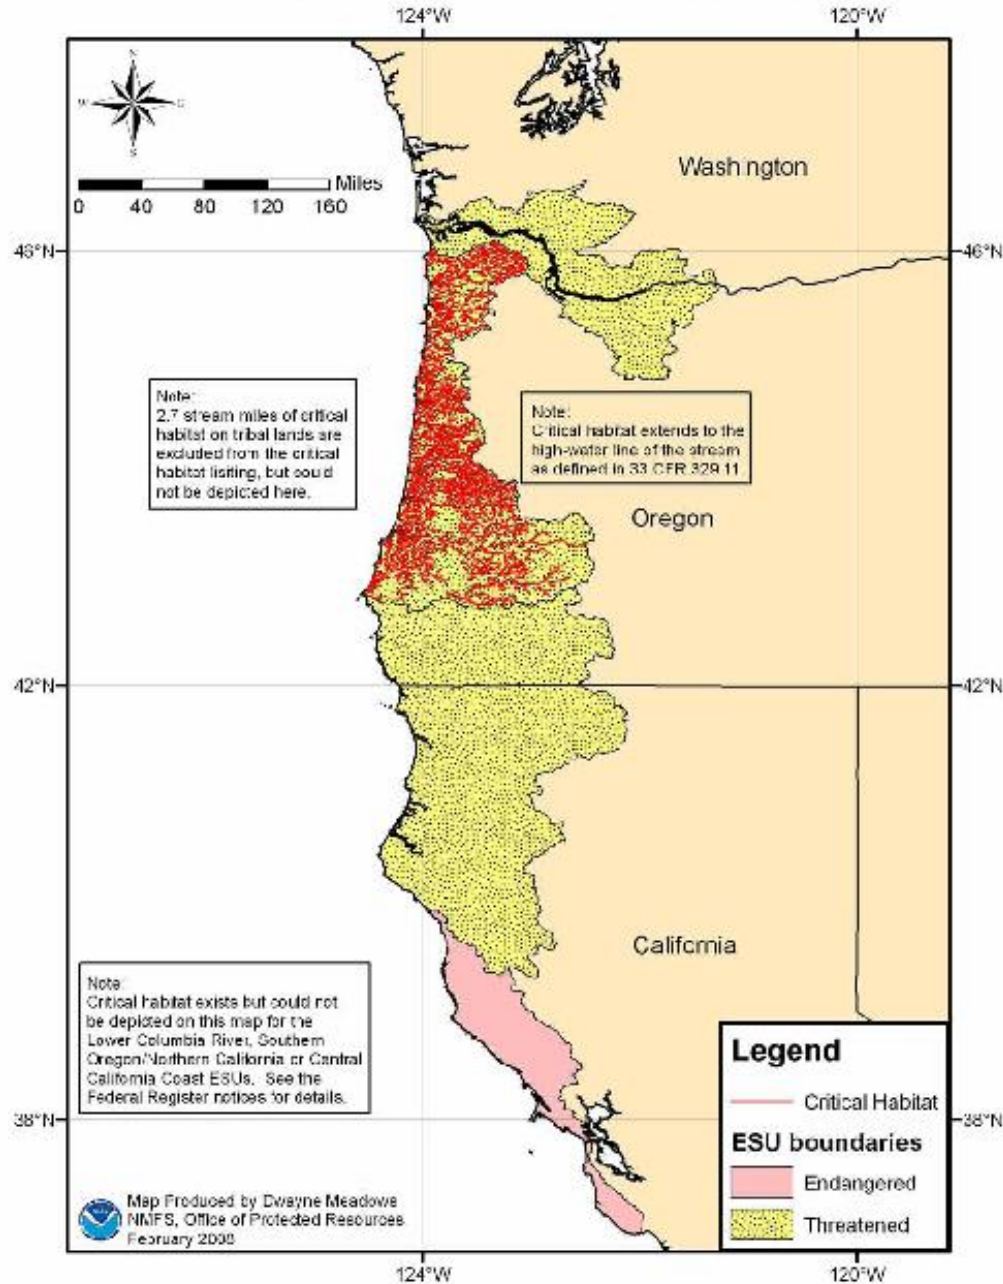 124°W 120°W
N
W
S
Miles
0 40 80 120 160
Washington
46°N 46°N
Note:
2.7 stream miles of critical
habitat on tribal lands are
excluded from the critical
habitat lisiting, but could
not be depicted here.
Note:
Critical habitat extends to the
high-water line of the stream
as defined in 33 CFR 329.11.
Oregon
42°N 42°N
California
Note:
Critical habitat exists but could not
be depicted on this map for the
Lower Columbia River, Southern
Oregon/Northern California or Central
California Coast ESUs. See the
Federal Register notices for details.
Legend
Critical Habitat
ESU boundaries
Endangered
Threatened
38°N 38°N
Map Produced by Dwayne Meadows
NMFS, Office of Protected Resources
February 2008
124°W 120°W